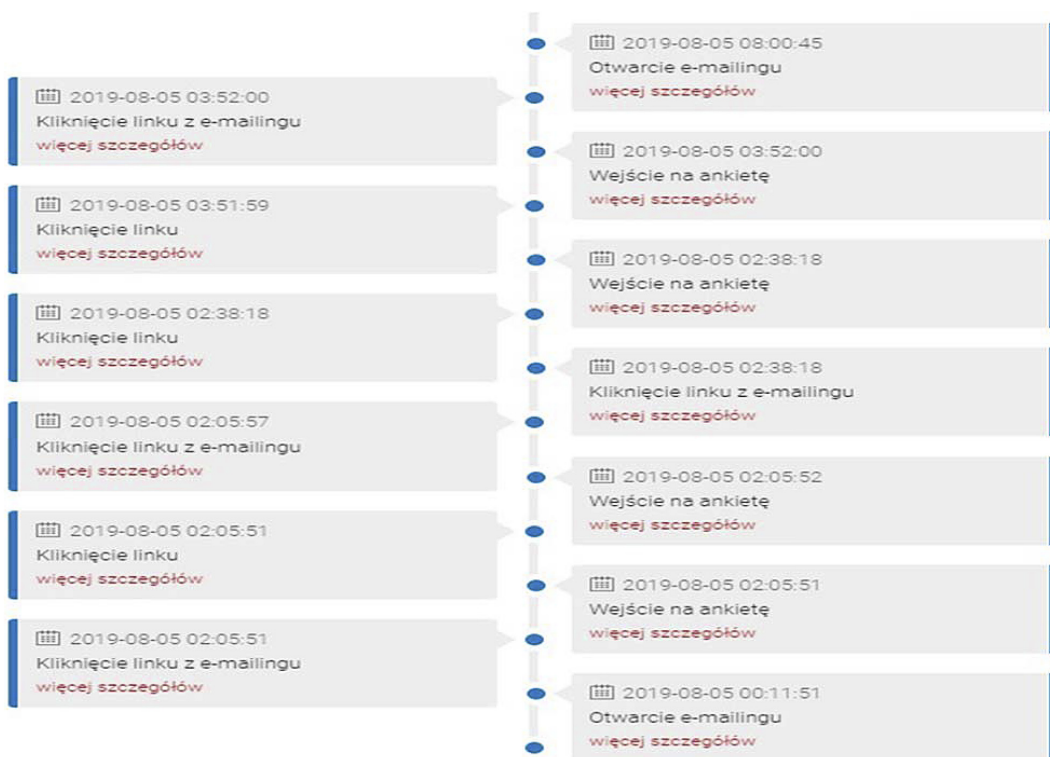 2019-08-05 08:00:45
Otwarcie e-mailingu
więcej szczegółów
2019-08-05 03:52:00
Kliknięcie linku z e-mailingu
więcej szczegółów
2019-08-05 03:52:00
Wejście na ankietę
więcej szczegółów
2019-08-05 03:51:59
Kliknięcie linku
więcej szczegółów
2019-08-05 02:38:18
Wejście na ankietę
więcej szczegółów
2019-08-05 02:38:18
Kliknięcie linku
więcej szczegółów
2019-08-05 02:38:18
Kliknięcie linku z e-mailingu
więcej szczegółów
2019-08-05 02:05:57
Kliknięcie linku z e-mailingu
więcej szczegółów
2019-08-05 02:05:52
Wejście na ankietę
więcej szczegółów
2019-08-05 02:05:51
Kliknięcie linku
więcej szczegółów
2019-08-05 02:05:51
Wejście na ankietę
więcej szczegółów
2019-08-05 02:05:51
Kliknięcie linku z e-mailingu
więcej szczegółów
2019-08-05 00:11:51
Otwarcie e-mailingu
więcej szczegółów